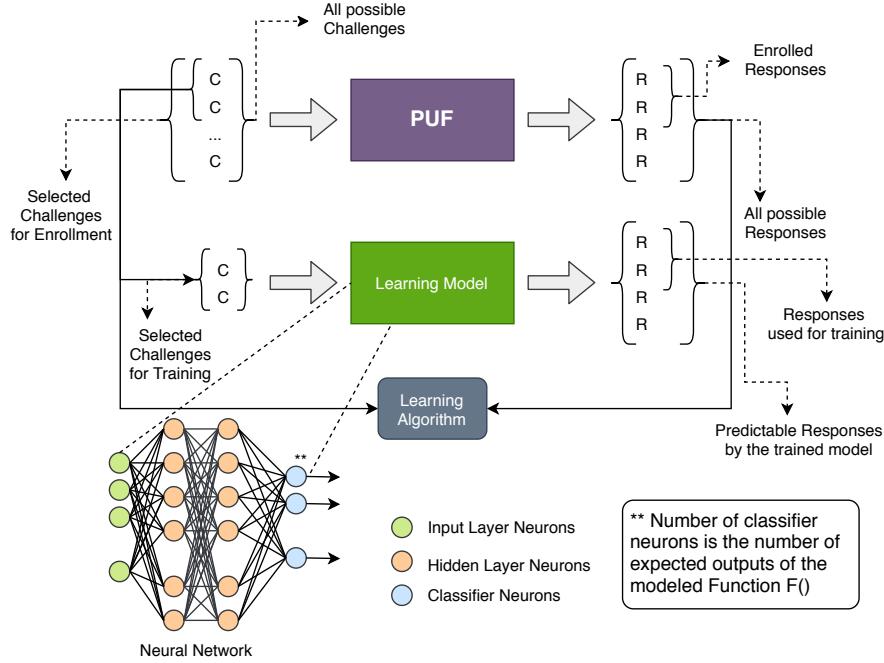 All possible
Challenges
C
C
...
C
PUF
R
R
R
R
Enrolled
Responses
Selected
Challenges
for Enrollment
All possible
Responses
C
C
Learning Model
R
R
R
R
Selected
Challenges
for Training
Responses
used for training
Learning
Algorithm
Predictable Responses
by the trained model
**
Input Layer Neurons
Hidden Layer Neurons
Classifier Neurons
** Number of classifier
neurons is the number of
expected outputs of the
modeled Function F()
Neural Network